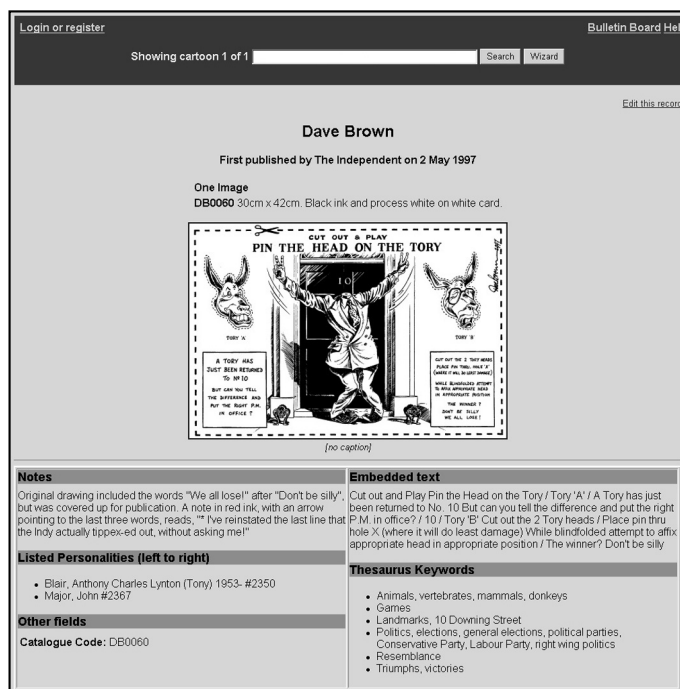 Login or register
Bulletin Board Hel
Showing cartoon 1 of 1
Search
Wizard
Edit this record
Dave Brown
First published by The Independent on 2 May 1997
One Image
DB0060 30cm x 42cm. Black ink and process white on white card.
CUT OUT & PLAY
PIN THE HEAD ON THE TORY
10
TORY 'A'
A TORY HAS
JUST BEEN RETURNED
TO Nº 10
BUT CAN YOU TELL
THE DIFFERENCE AND
PUT THE RIGHT P.M.
IN OFFICE ?
TORY 'B'
CUT OUT THE 2 TORY HEADS
PLACE PIN THRU. HOLE 'X'
(WHERE IT WILL DO LEAST DAMAGE)
WHILE BLINDFOLDED ATTEMPT
TO AFFIX APPROPRIATE HEAD
IN APPROPRIATE POSITION
THE WINNER ?
DON'T BE SILLY
WE ALL LOSE !
[no caption]
Notes
Original drawing included the words "We all lose!" after "Don't be silly",
but was covered up for publication. A note in red ink, with an arrow
pointing to the last three words, reads, "* I've reinstated the last line that
the Indy actually tippex-ed out, without asking me!"
Listed Personalities (left to right)
Blair, Anthony Charles Lynton (Tony) 1953- #2350
Major, John #2367
Other fields
Catalogue Code: DB0060
Embedded text
Cut out and Play Pin the Head on the Tory / Tory 'A' / A Tory has just
been returned to No. 10 But can you tell the difference and put the right
P.M. in office? / 10 / Tory 'B' Cut out the 2 Tory heads / Place pin thru
hole X (where it will do least damage) While blindfolded attempt to affix
appropriate head in appropriate position / The winner? Don't be silly
Thesaurus Keywords
Animals, vertebrates, mammals, donkeys
Games
Landmarks, 10 Downing Street
Politics, elections, general elections, political parties,
Conservative Party, Labour Party, right wing politics
Resemblance
Triumphs, victories